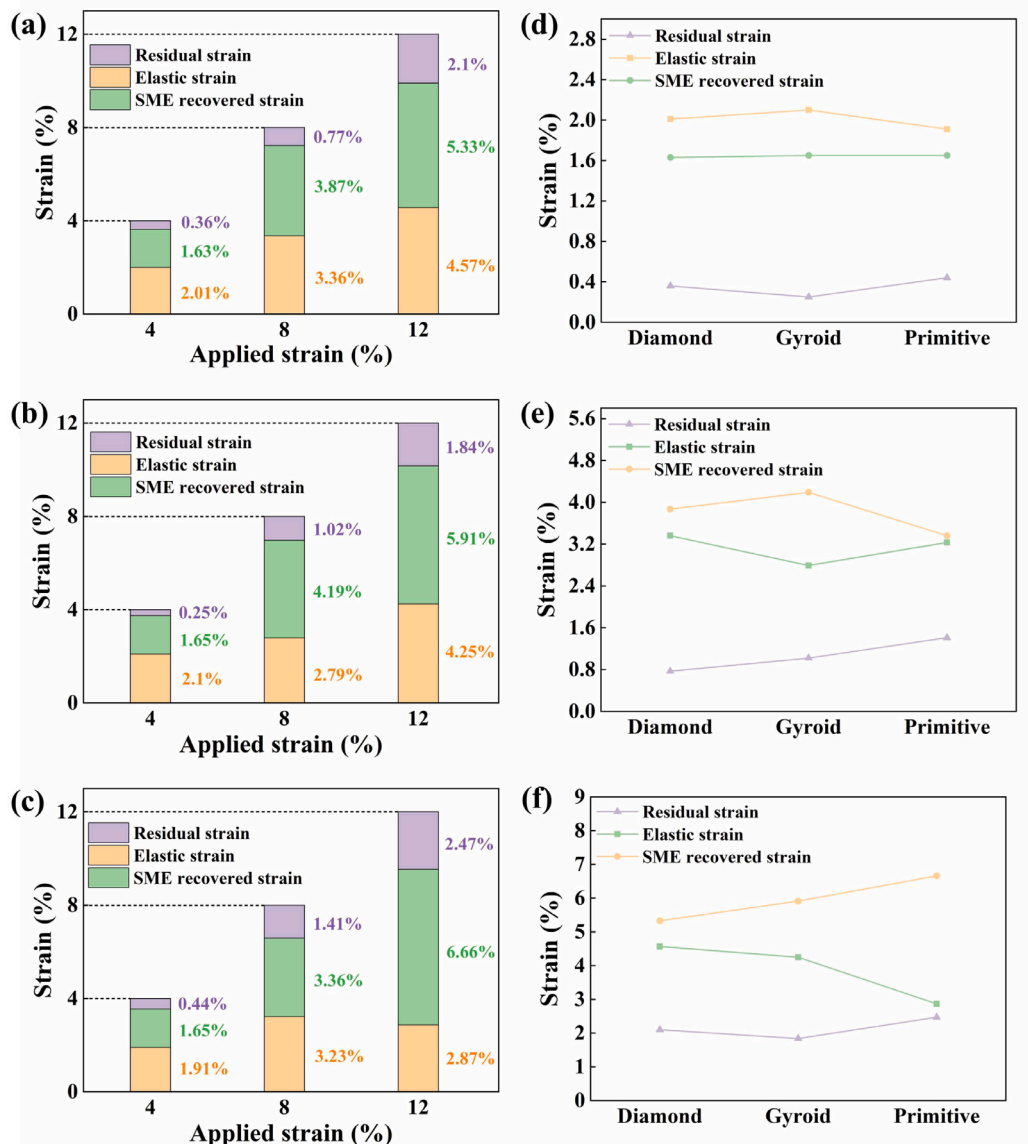 (a)
Strain (%)
12
8
4
0
Residual strain
Elastic strain
SME recovered strain
0.36%
1.63%
2.01%
0.77%
3.87%
3.36%
2.1%
5.33%
4.57%
4 8 12
Applied strain (%)
(d)
Strain (%)
2.8
2.4
2.0
1.6
1.2
0.8
0.4
0.0
Residual strain
Elastic strain
SME recovered strain
Diamond Gyroid Primitive
(b)
Strain (%)
12
8
4
0
Residual strain
Elastic strain
SME recovered strain
0.25%
1.65%
2.1%
1.02%
4.19%
2.79%
1.84%
5.91%
4.25%
4 8 12
Applied strain (%)
(e)
Strain (%)
5.6
4.8
4.0
3.2
2.4
1.6
0.8
0.0
Residual strain
Elastic strain
SME recovered strain
Diamond Gyroid Primitive
(c)
Strain (%)
12
8
4
0
Residual strain
Elastic strain
SME recovered strain
0.44%
1.65%
1.91%
1.41%
3.36%
3.23%
2.47%
6.66%
2.87%
4 8 12
Applied strain (%)
(f)
Strain (%)
9
8
7
6
5
4
3
2
1
0
Residual strain
Elastic strain
SME recovered strain
Diamond Gyroid Primitive